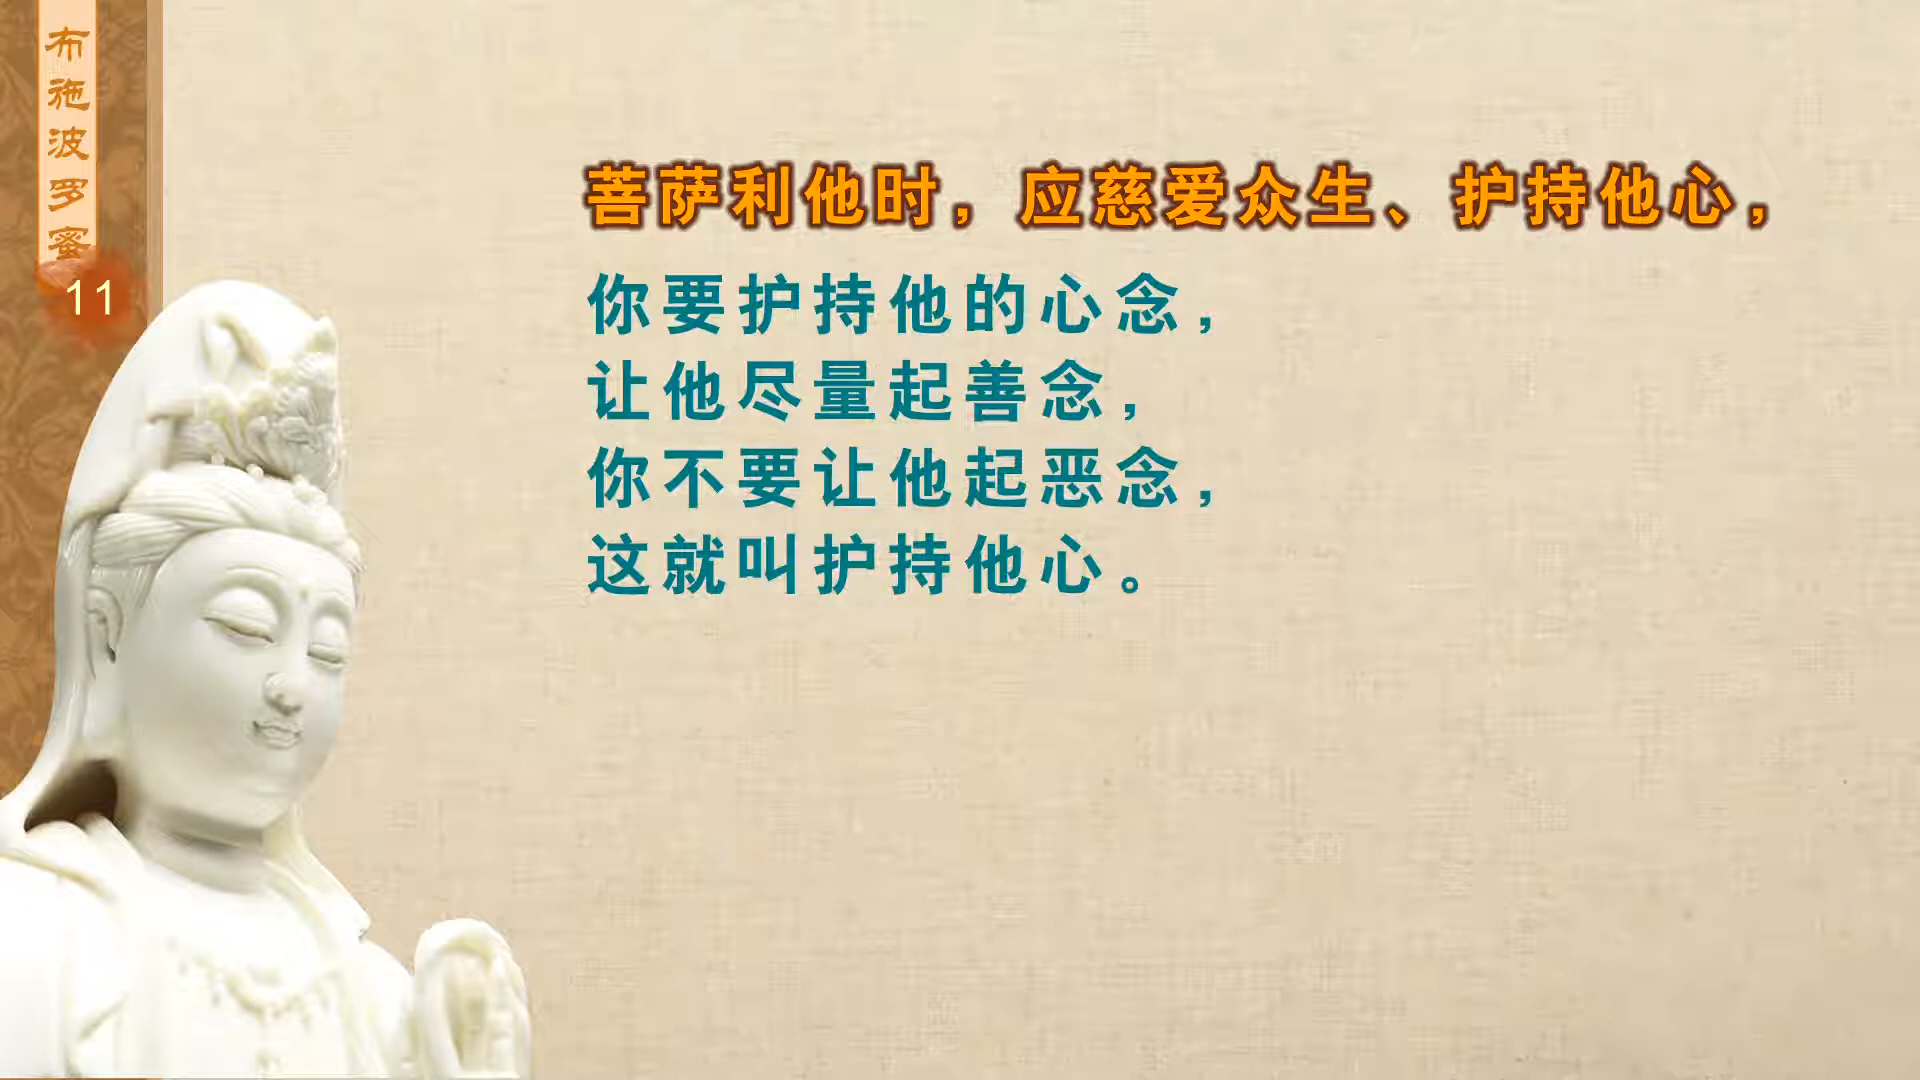 布施波罗蜜
11
菩萨利他时，应慈爱众生、护持他心，
你要护持他的心念，
让他尽量起善念，
你不要让他起恶念，
这就叫护持他心。